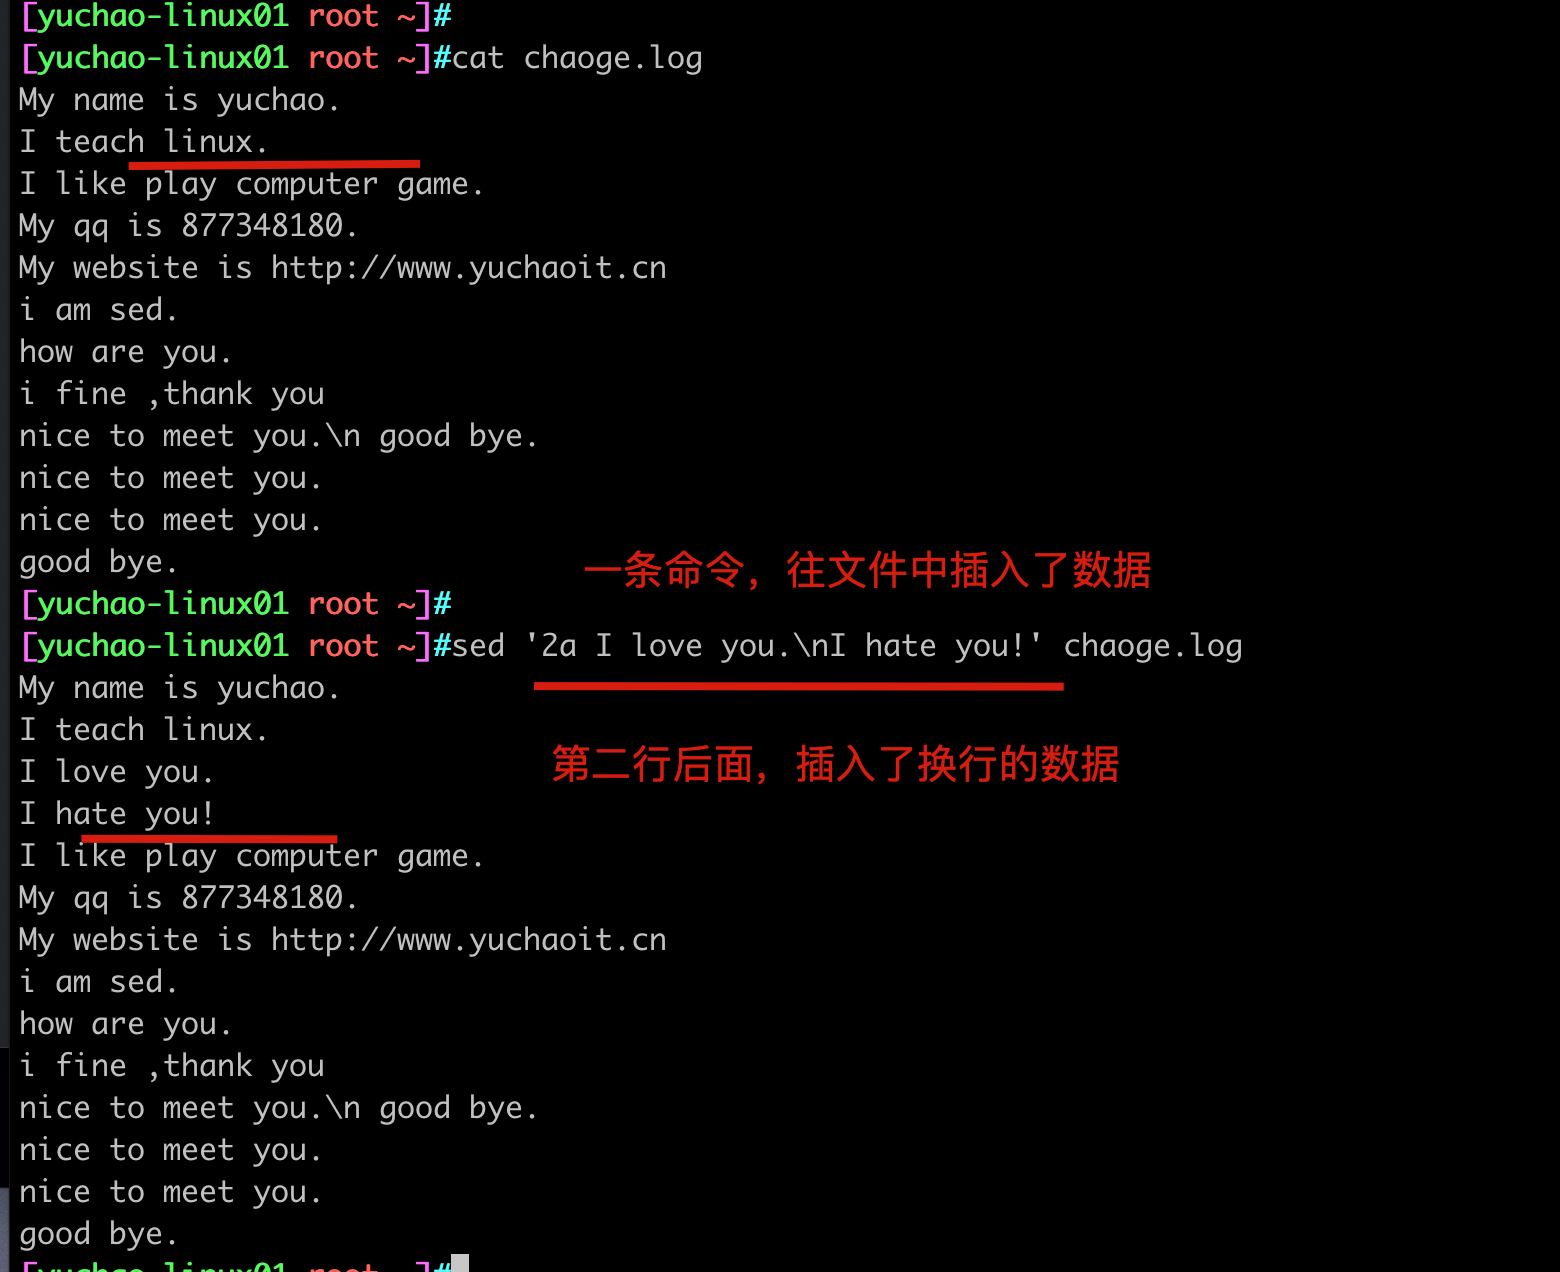 [yuchao-linux01 root ~]#
[yuchao-linux01 root ~]#cat chaoge.log
My name is yuchao.
I teach linux.
I like play computer game.
My qq is 877348180.
My website is http://www.yuchaoit.cn
i am sed.
how are you.
i fine ,thank you
nice to meet you.\n good bye.
nice to meet you.
nice to meet you.
good bye.
一条命令，往文件中插入了数据
[yuchao-linux01 root ~]#
[yuchao-linux01 root ~]#sed '2a I love you.\nI hate you!' chaoge.log
My name is yuchao.
I teach linux.
第二行后面，插入了换行的数据
I love you.
I hate you!
I like play computer game.
My qq is 877348180.
My website is http://www.yuchaoit.cn
i am sed.
how are you.
i fine ,thank you
nice to meet you.\n good bye.
nice to meet you.
nice to meet you.
good bye.
[yuchao-linux01 root ~]#